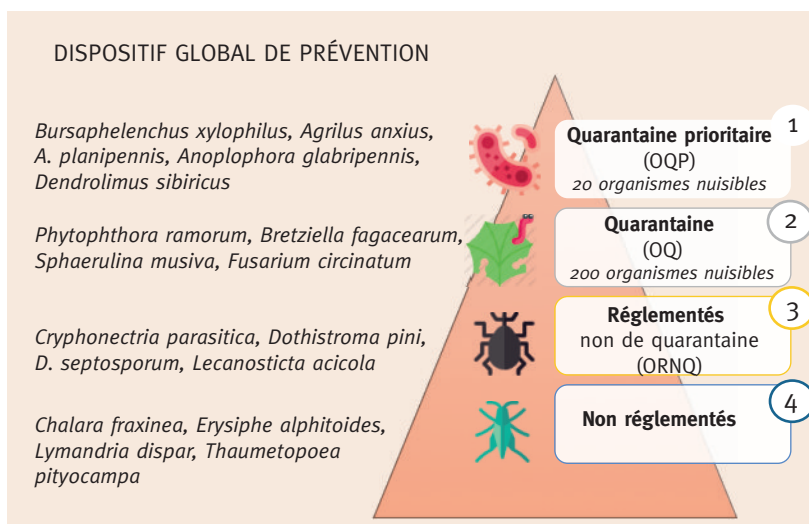 DISPOSITIF GLOBAL DE PRÉVENTION
Bursaphelenchus xylophilus, Agrilus anxius,
A. planipennis, Anoplophora glabripennis,
Dendrolimus sibiricus
1
Quarantaine prioritaire
(OQP)
20 organismes nuisibles
Phytophthora ramorum, Bretziella fagacearum,
Sphaerulina musiva, Fusarium circinatum
2
Quarantaine
(OQ)
200 organismes nuisibles
Cryphonectria parasitica, Dothistroma pini,
D. septosporum, Lecanosticta acicola
3
Réglementés
non de quarantaine
(ORNQ)
Chalara fraxinea, Erysiphe alphitoides,
Lymandria dispar, Thaumetopoea
pityocampa
4
Non réglementés